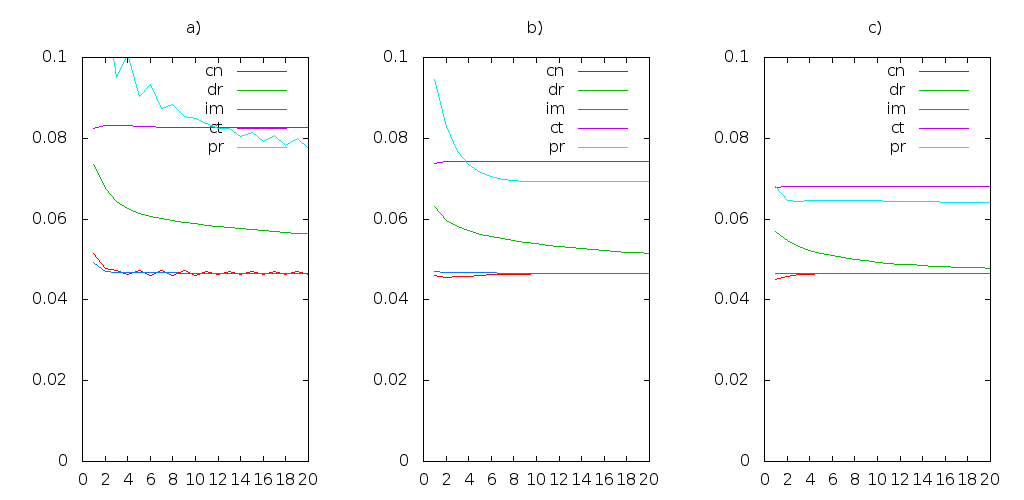 a) b) c)
0.1 0.1 0.1
cn cn cn
dr dr dr
im im im
ct ct ct
0.08 0.08 0.08
pr pr pr
0.06 0.06 0.06
0.04 0.04 0.04
0.02 0.02 0.02
0 0 0
0 2 4 6 8 10 12 14 16 18 20 0 2 4 6 8 10 12 14 16 18 20 0 2 4 6 8 10 12 14 16 18 20